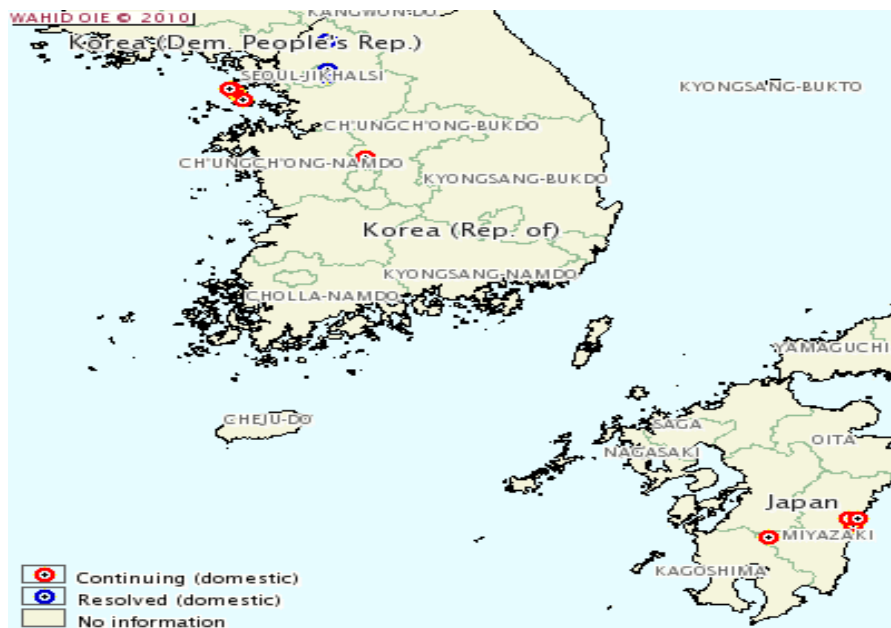 WAHID OIE © 2010
KANGWON-DO
Korea (Dem. People's Rep.)
SEOUL-JIKHALSI
KYONGSANG-BUKTO
CH'UNGCH'ONG-BUKDO
CH'UNGCH'ONG-NAMDO
KYONGSANG-BUKDO
Korea (Rep. of)
KYONGSANG-NAMDO
CHOLLA-NAMDO
YAMAGUCHI
CHEJU-DO
SAGA
OITA
NAGASAKI
Japan
MIYAZAKI
KAGOSHIMA
Continuing (domestic)
Resolved (domestic)
No information